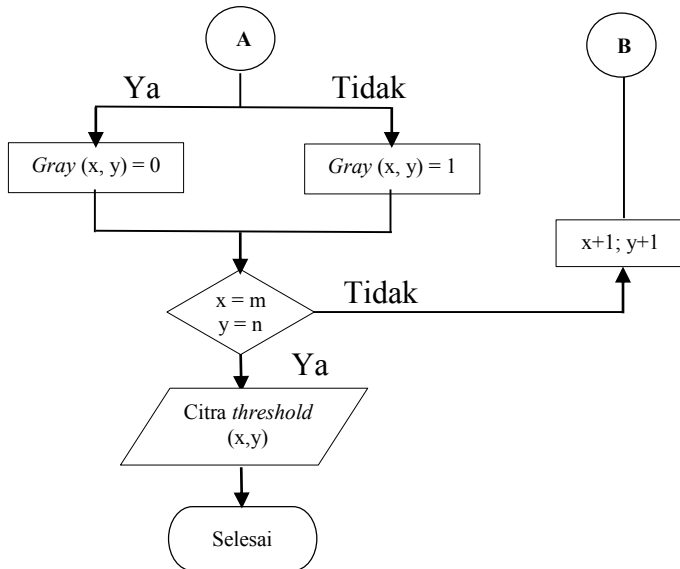 A
B
Ya
Tidak
Gray (x, y) = 0
Gray (x, y) = 1
x+1; y+1
x = m
y = n
Tidak
Ya
Citra threshold
(x,y)
Selesai